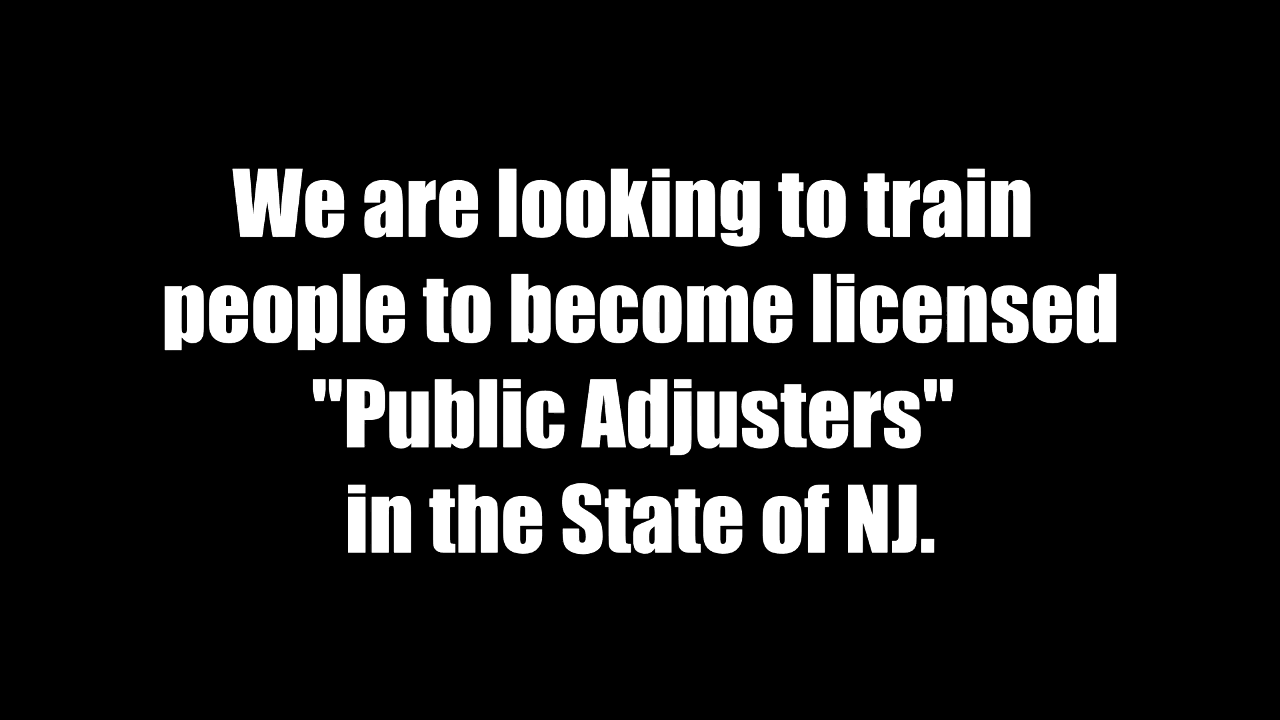 We are looking to train
people to become licensed
"Public Adjusters"
in the State of NJ.